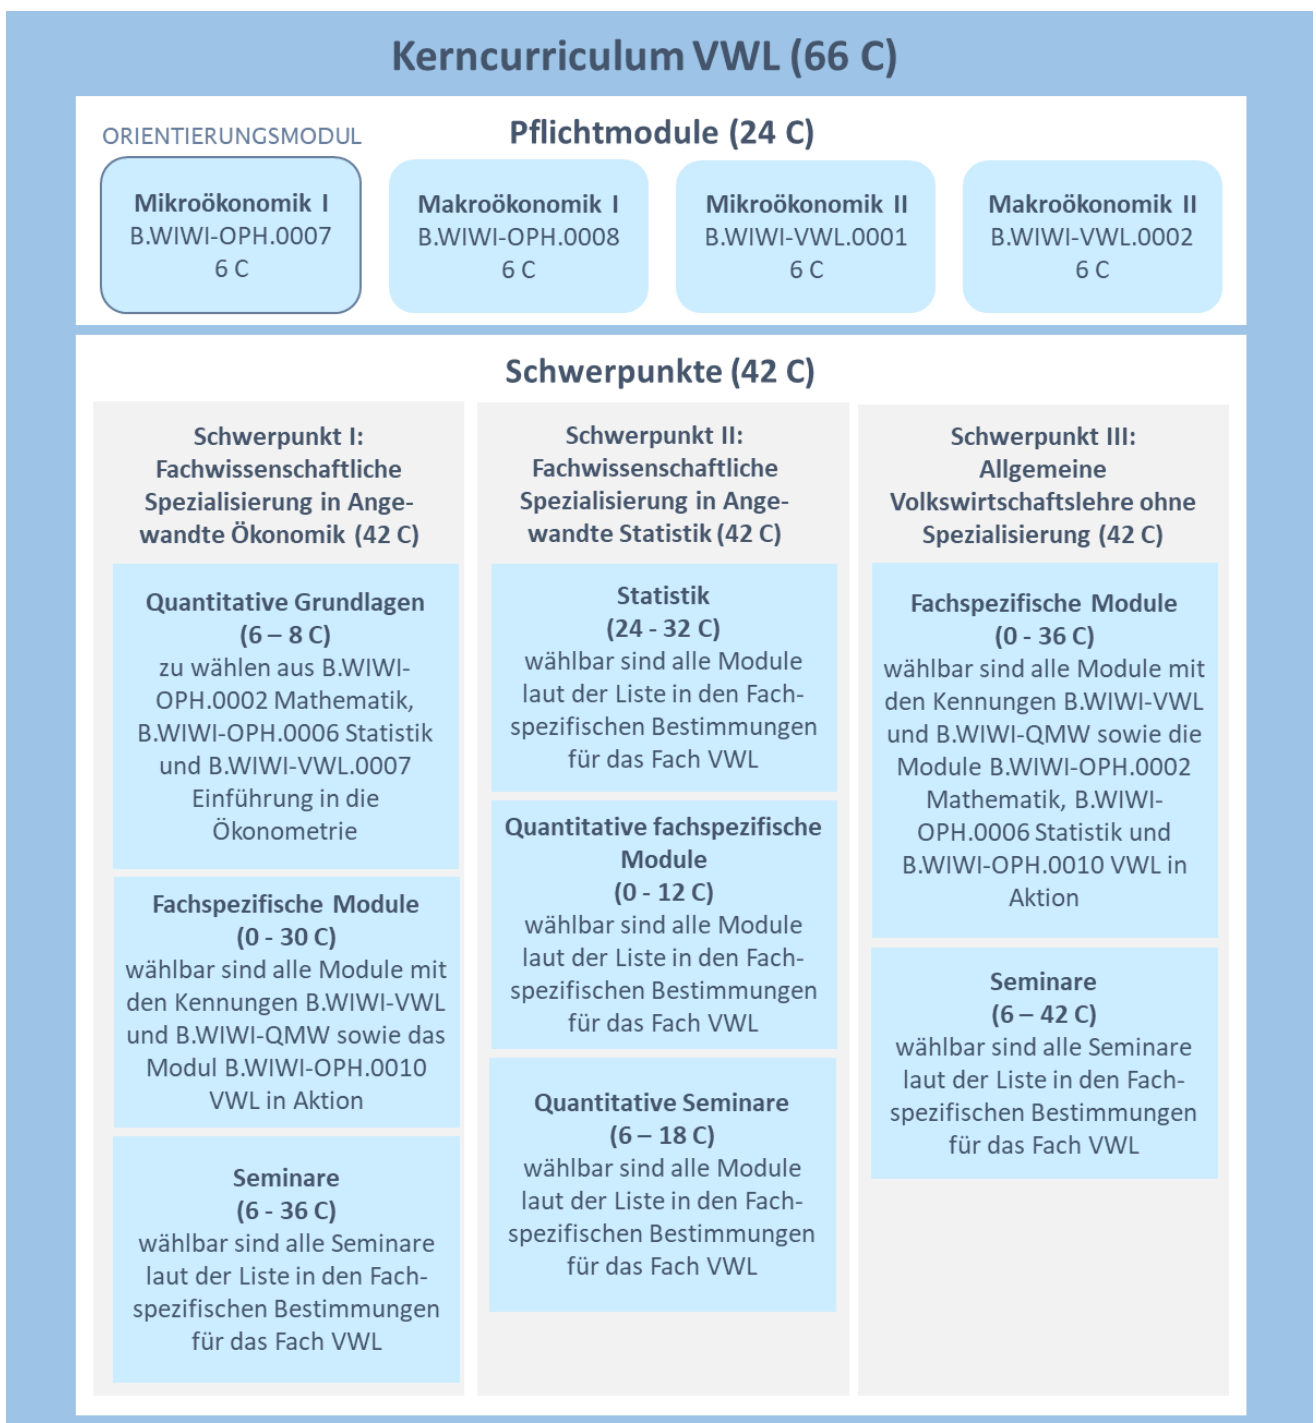 Kerncurriculum VWL (66 C)
ORIENTIERUNGSMODUL
Pflichtmodule (24 C)
Mikroökonomik I
B.WIWI-OPH.0007
6 C
Makroökonomik I
B.WIWI-OPH.0008
6 C
Mikroökonomik II
B.WIWI-VWL.0001
6 C
Makroökonomik II
B.WIWI-VWL.0002
6 C
Schwerpunkte (42 C)
Schwerpunkt I:
Fachwissenschaftliche
Spezialisierung in Ange-
wandte Ökonomik (42 C)
Quantitative Grundlagen
(6 – 8 C)
zu wählen aus B.WIWI-
OPH.0002 Mathematik,
B.WIWI-OPH.0006 Statistik
und B.WIWI-VWL.0007
Einführung in die
Ökonometrie
Fachspezifische Module
(0 - 30 C)
wählbar sind alle Module mit
den Kennungen B.WIWI-VWL
und B.WIWI-QMW sowie das
Modul B.WIWI-OPH.0010
VWL in Aktion
Seminare
(6 - 36 C)
wählbar sind alle Seminare
laut der Liste in den Fach-
spezifischen Bestimmungen
für das Fach VWL
Schwerpunkt II:
Fachwissenschaftliche
Spezialisierung in Ange-
wandte Statistik (42 C)
Statistik
(24 - 32 C)
wählbar sind alle Module
laut der Liste in den Fach-
spezifischen Bestimmungen
für das Fach VWL
Quantitative fachspezifische
Module
(0 - 12 C)
wählbar sind alle Module
laut der Liste in den Fach-
spezifischen Bestimmungen
für das Fach VWL
Quantitative Seminare
(6 – 18 C)
wählbar sind alle Module
laut der Liste in den Fach-
spezifischen Bestimmungen
für das Fach VWL
Schwerpunkt III:
Allgemeine
Volkswirtschaftslehre ohne
Spezialisierung (42 C)
Fachspezifische Module
(0 - 36 C)
wählbar sind alle Module mit
den Kennungen B.WIWI-VWL
und B.WIWI-QMW sowie die
Module B.WIWI-OPH.0002
Mathematik, B.WIWI-
OPH.0006 Statistik und
B.WIWI-OPH.0010 VWL in
Aktion
Seminare
(6 – 42 C)
wählbar sind alle Seminare
laut der Liste in den Fach-
spezifischen Bestimmungen
für das Fach VWL